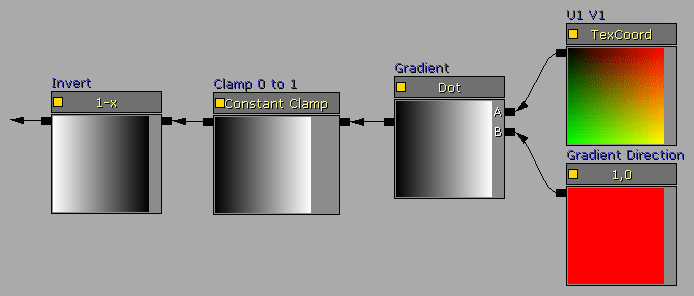 U1 V1
TexCoord
Gradient
Dot
A
B
Clamp 0 to 1
Constant Clamp
Invert
1-x
Gradient Direction
1,0